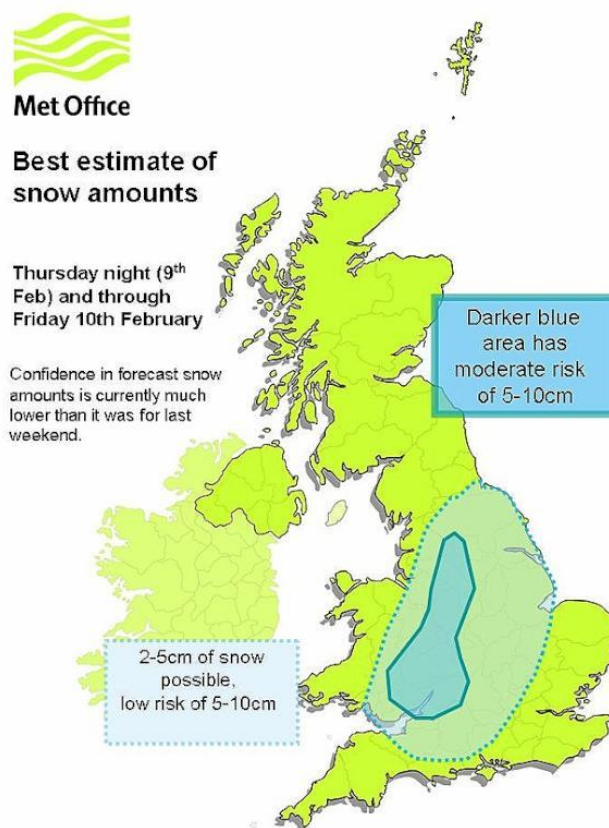 Met Office
Best estimate of
snow amounts
Thursday night (9th
Feb) and through
Friday 10th February
Confidence in forecast snow
amounts is currently much
lower than it was for last
weekend.
Darker blue
area has
moderate risk
of 5-10cm
2-5cm of snow
possible,
low risk of 5-10cm